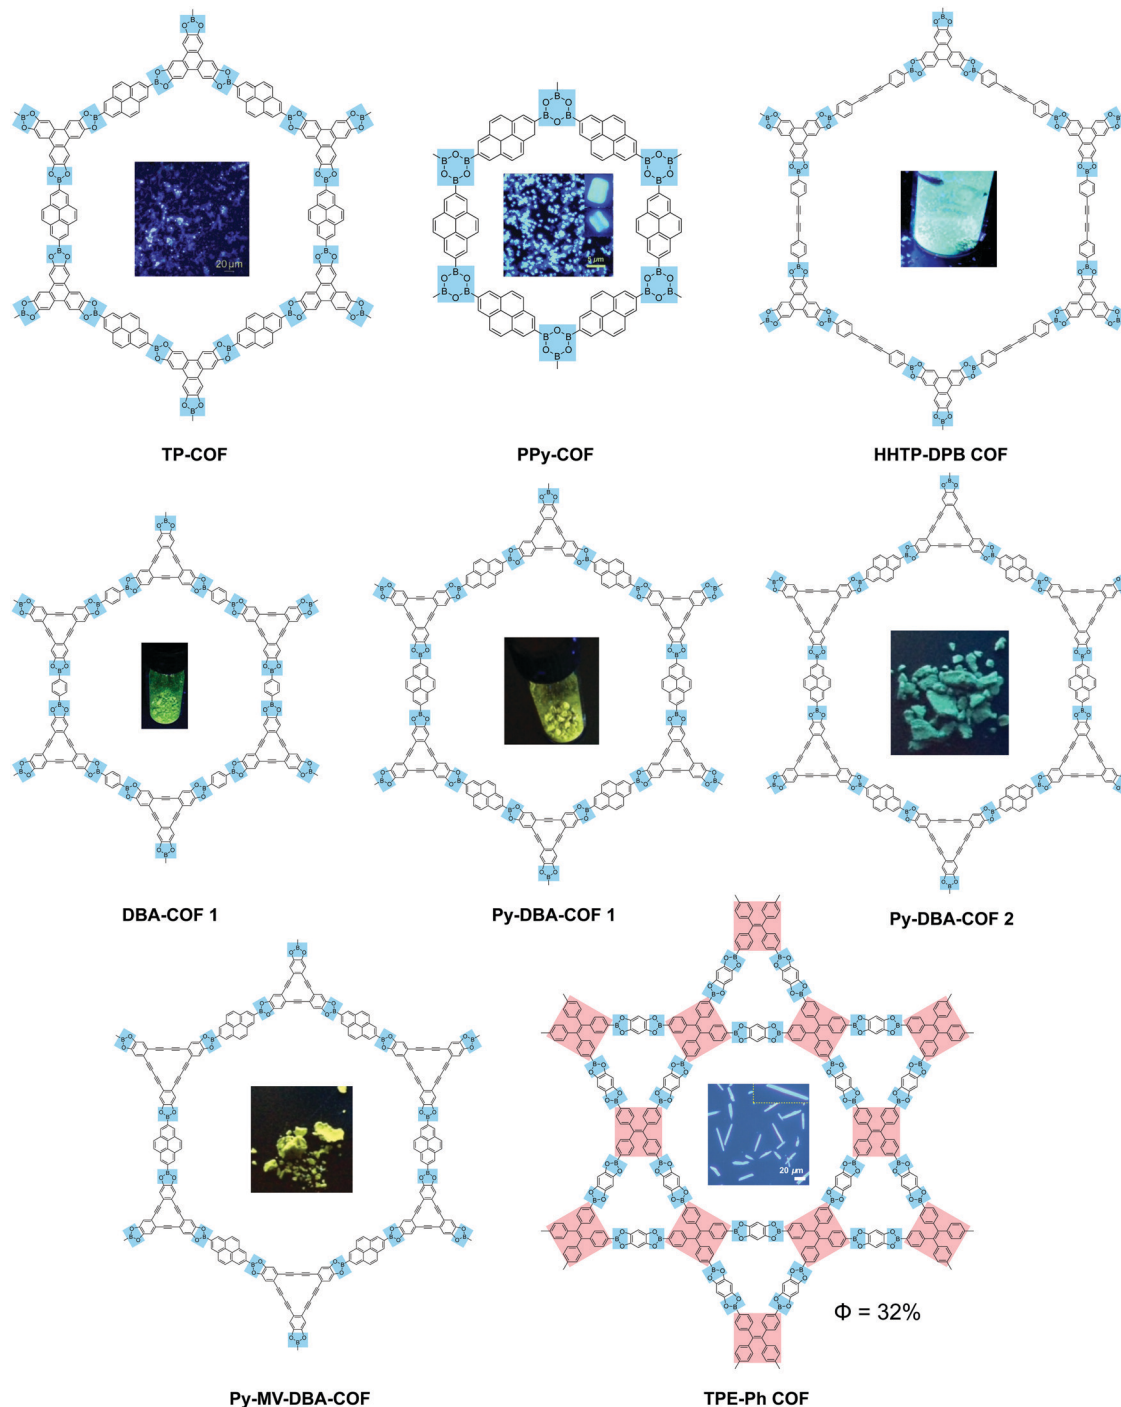 20 µm
5 µm
TP-COF
PPy-COF
HHTP-DPB COF
DBA-COF 1
Py-DBA-COF 1
Py-DBA-COF 2
20 µm
Φ = 32%
Py-MV-DBA-COF
TPE-Ph COF